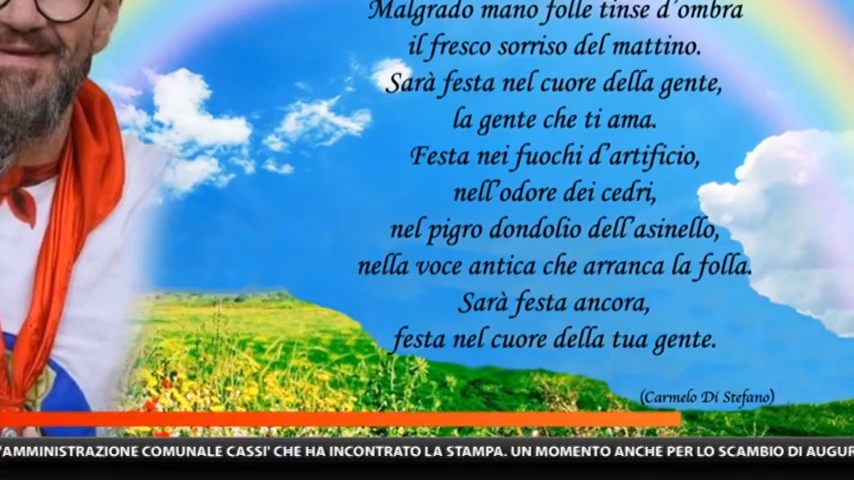 Malgrado mano folle tinse d'ombra
il fresco sorriso del mattino.
Sarà festa nel cuore della gente,
la gente che ti ama.
Festa nei fuochi d'artificio,
nell'odore dei cedri,
nel pigro dondolio dell'asinello,
nella voce antica che arranca la folla.
Sarà festa ancora,
festa nel cuore della tua gente.
(Carmelo Di Stefano)
'AMMINISTRAZIONE COMUNALE CASSI' CHE HA INCONTRATO LA STAMPA. UN MOMENTO ANCHE PER LO SCAMBIO DI AUGUR